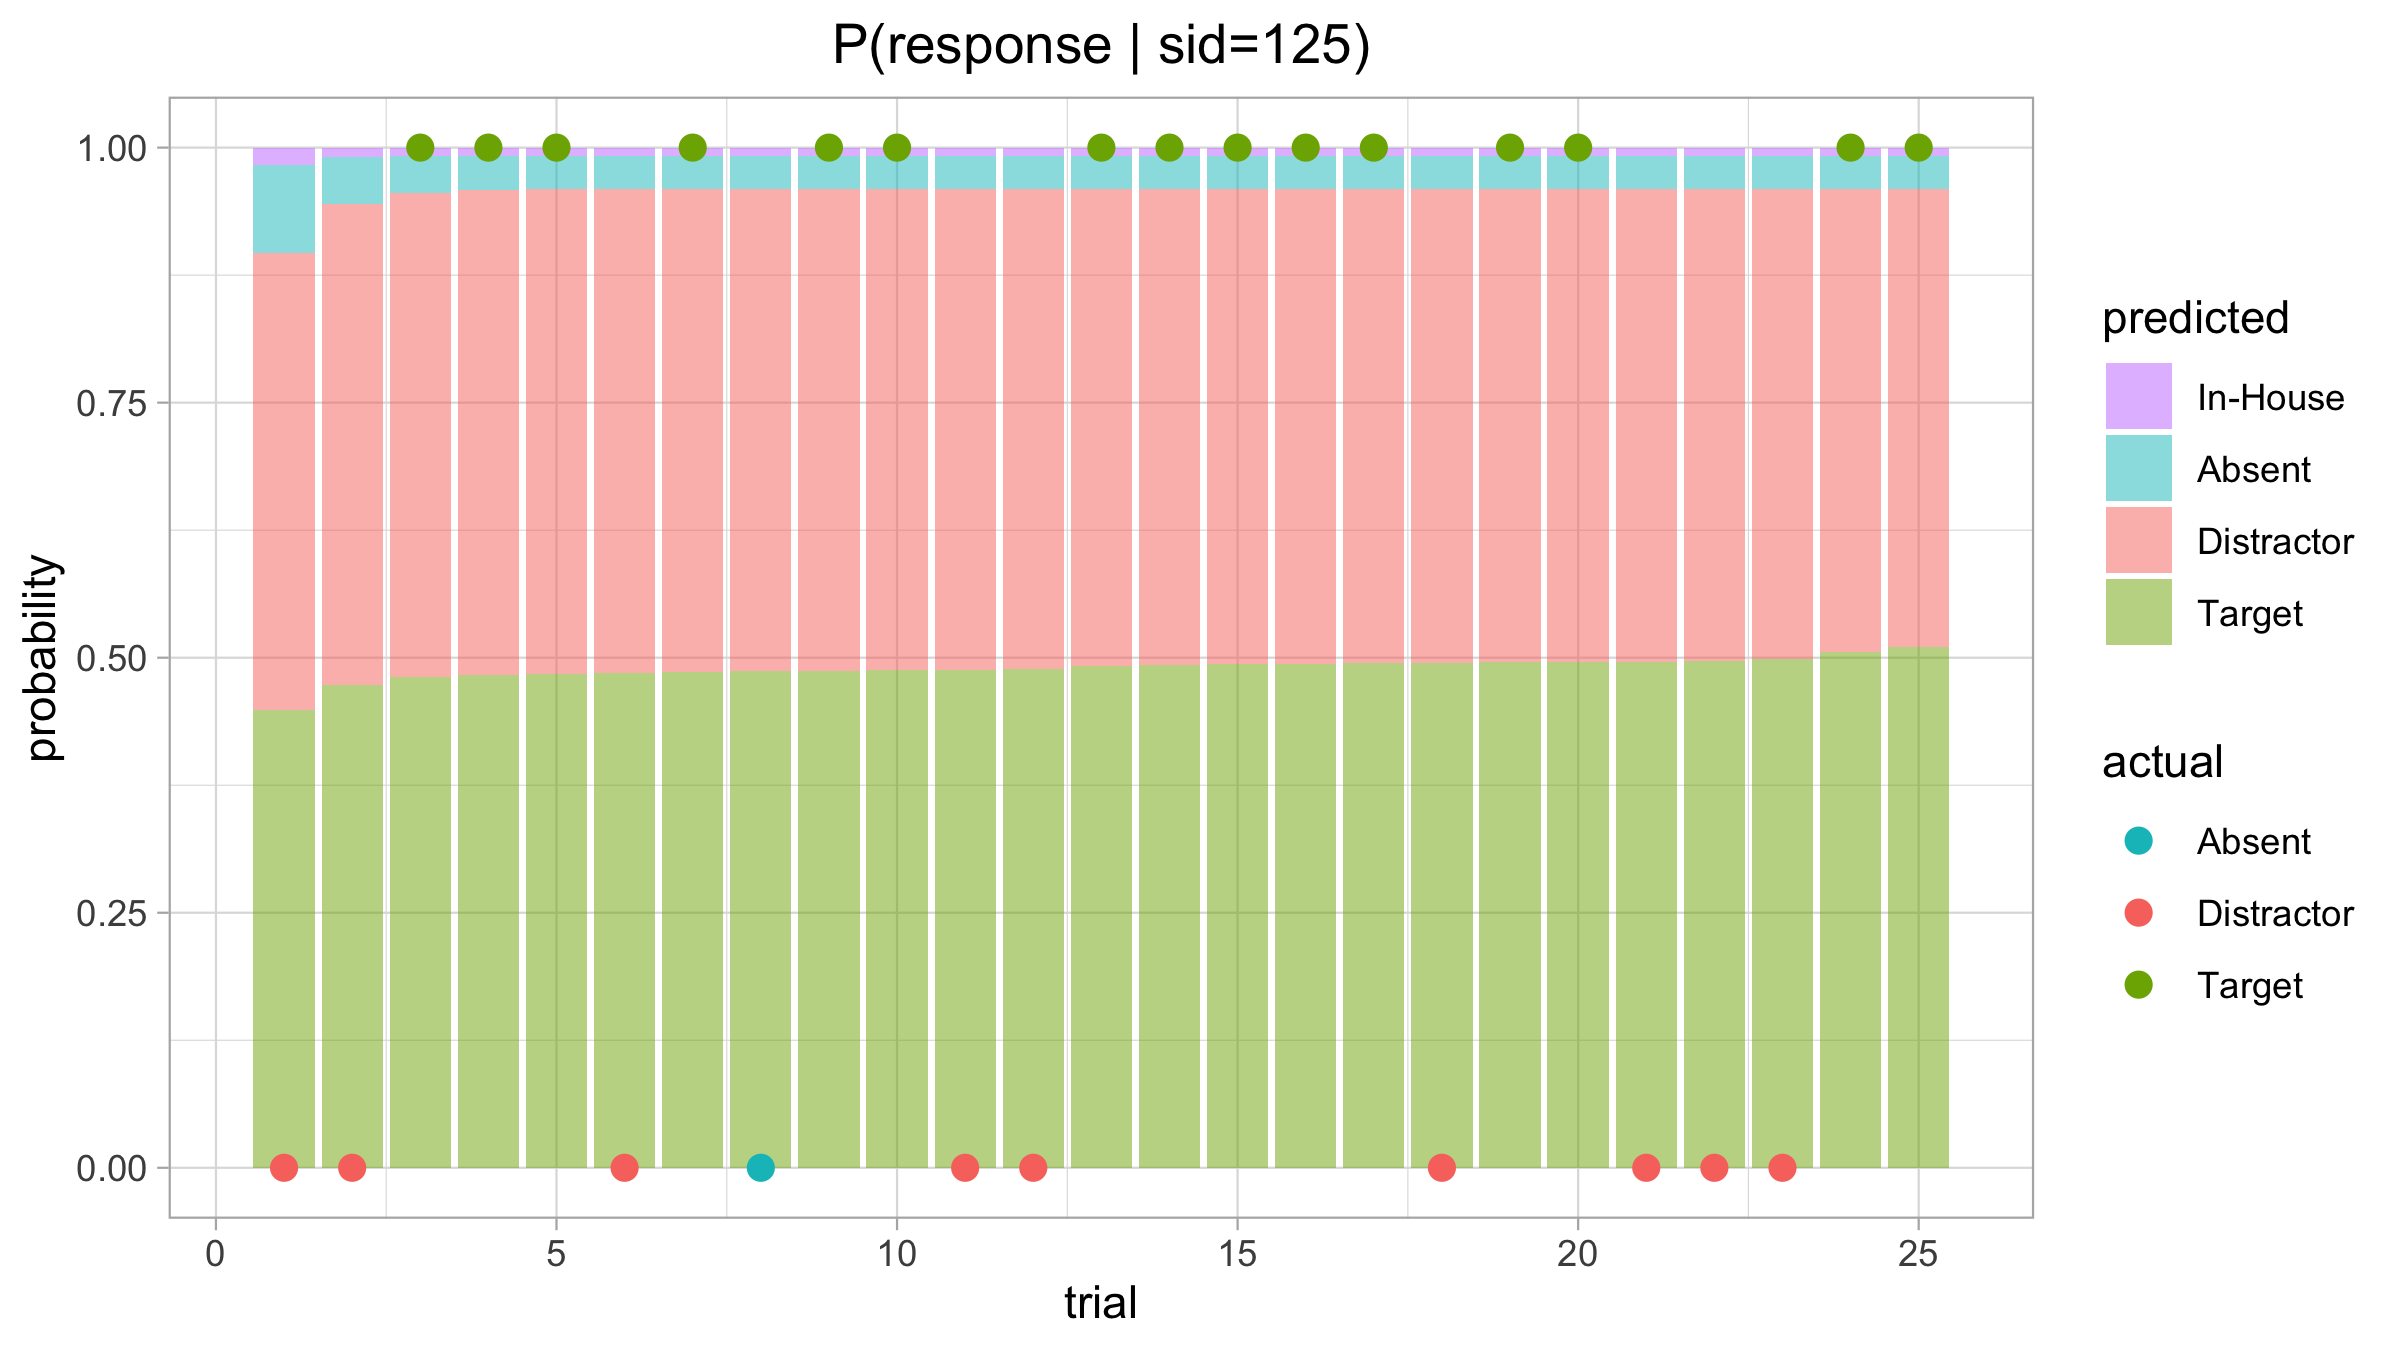 P(response | sid=125)
probability
1.00
0.75
0.50
0.25
0.00
0
5
10
15
20
25
trial
predicted
In-House
Absent
Distractor
Target
actual
Absent
Distractor
Target